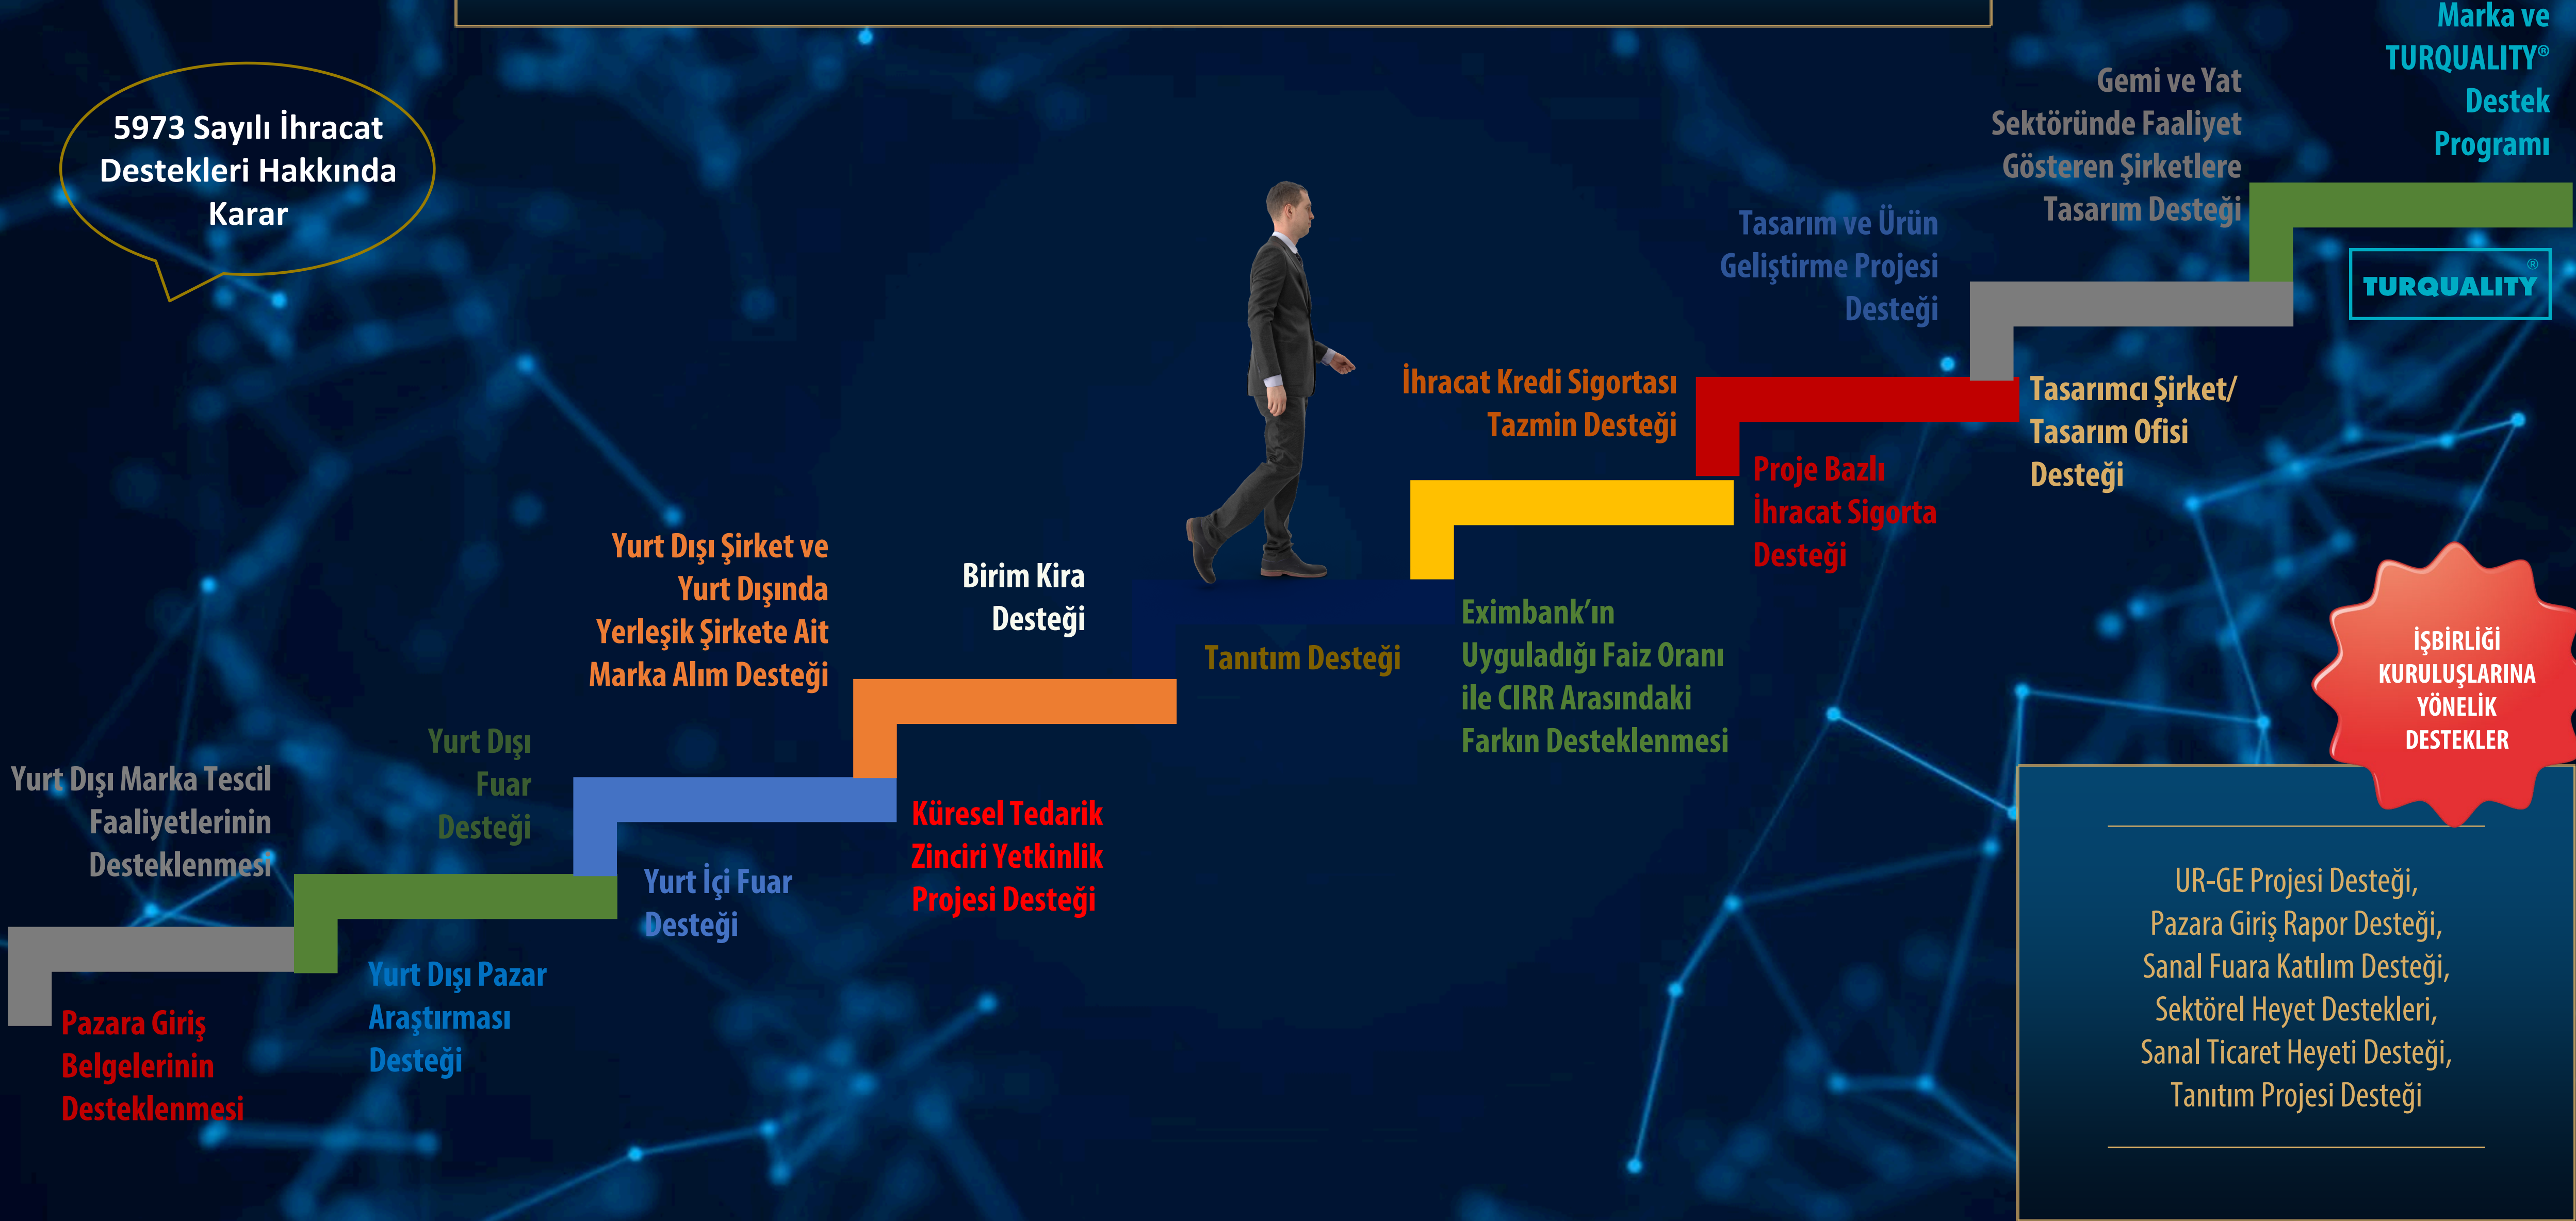 5973 Sayılı İhracat
Destekleri Hakkında
Karar
Pazara Giriş
Belgelerinin
Desteklenmesi
Yurt Dışı Marka Tescil
Faaliyetlerinin
Desteklenmesi
Yurt Dışı Pazar
Araştırması
Desteği
Yurt Dışı
Fuar
Desteği
Yurt İçi Fuar
Desteği
Yurt Dışı Şirket ve
Yurt Dışında
Yerleşik Şirkete Ait
Marka Alım Desteği
Küresel Tedarik
Zinciri Yetkinlik
Projesi Desteği
Birim Kira
Desteği
Tanıtım Desteği
İhracat Kredi Sigortası
Tazmin Desteği
Eximbank’ın
Uyguladığı Faiz Oranı
ile CIRR Arasındaki
Farkın Desteklenmesi
Tasarım ve Ürün
Geliştirme Projesi
Desteği
Proje Bazlı
İhracat Sigorta
Desteği
Gemi ve Yat
Sektöründe Faaliyet
Gösteren Şirketlere
Tasarım Desteği
Tasarımcı Şirket/
Tasarım Ofisi
Desteği
Marka ve
TURQUALITY®
Destek
Programı
TURQUALITY®
İŞBİRLİĞİ
KURULUŞLARINA
YÖNELİK
DESTEKLER
UR-GE Projesi Desteği,
Pazara Giriş Rapor Desteği,
Sanal Fuara Katılım Desteği,
Sektörel Heyet Destekleri,
Sanal Ticaret Heyeti Desteği,
Tanıtım Projesi Desteği